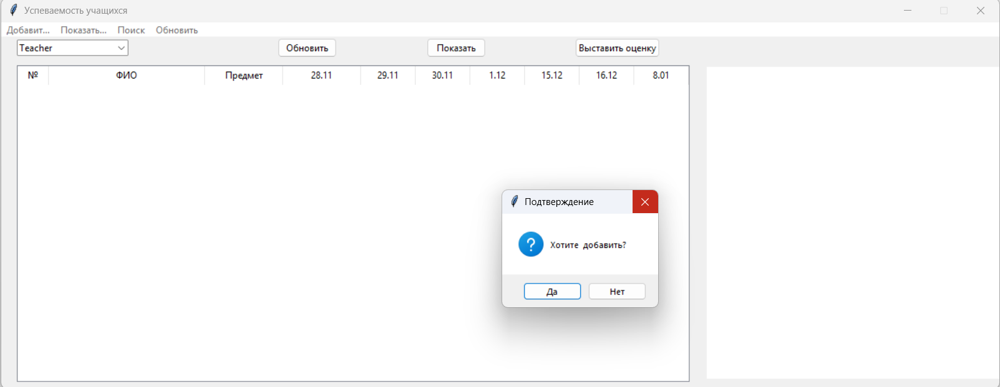 Успеваемость учащихся
Добавит... Показать... Поиск Обновить
Teacher Обновить Показать Выставить оценку
№ ФИО Предмет 28.11 29.11 30.11 1.12 15.12 16.12 8.01
Подтверждение
Хотите добавить?
Да Нет